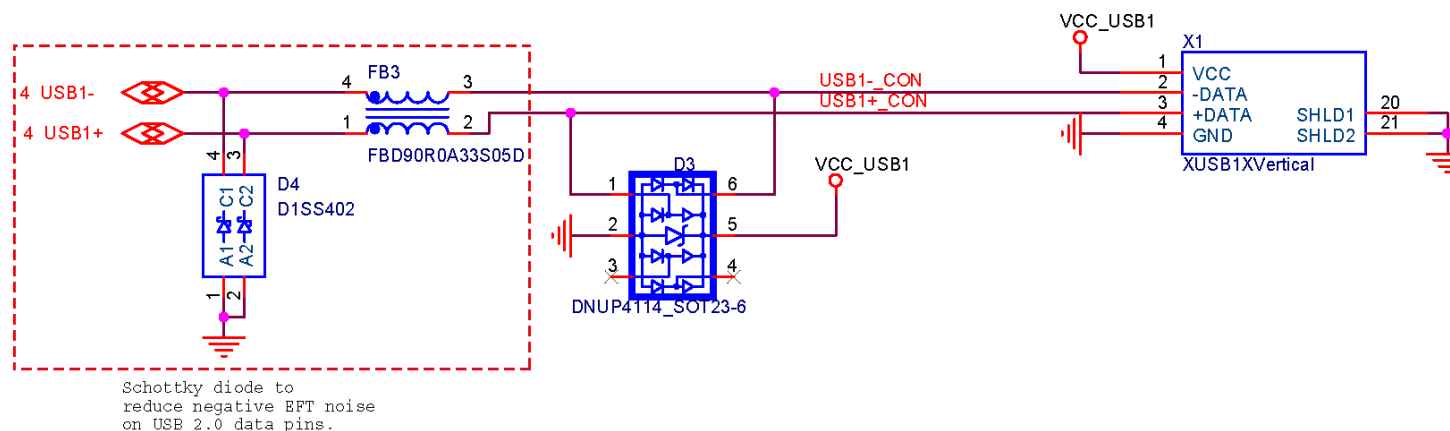 VCC_USB1
X1
4 USB1-
4
FB3
3
USB1-_CON
1
VCC
2
-DATA
USB1+_CON
3
+DATA
SHLD1
20
4 USB1+
1
2
4
GND
SHLD2
21
FBD90R0A33S05D
XUSB1XVertical
4
3
D3
VCC_USB1
D4
D1SS402
C1
C2
A1
A2
1
6
2
5
3
4
1
2
DNUP4114_SOT23-6
Schottky diode to
reduce negative EFT noise
on USB 2.0 data pins.